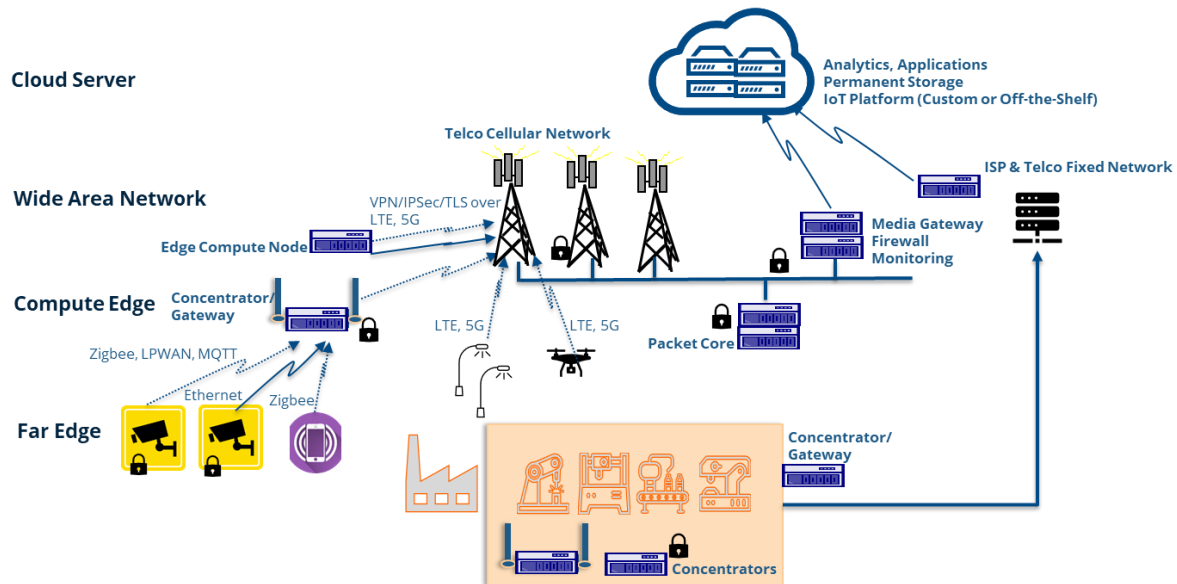 Cloud Server
Analytics, Applications
Permanent Storage
IoT Platform (Custom or Off-the-Shelf)
Telco Cellular Network
ISP & Telco Fixed Network
Wide Area Network
VPN/IPSec/TLS over
LTE, 5G
Edge Compute Node
Media Gateway
Firewall
Monitoring
Compute Edge
Concentrator/
Gateway
LTE, 5G
LTE, 5G
Packet Core
Zigbee, LPWAN, MQTT
Ethernet
Zigbee
Far Edge
Concentrator/
Gateway
Concentrators